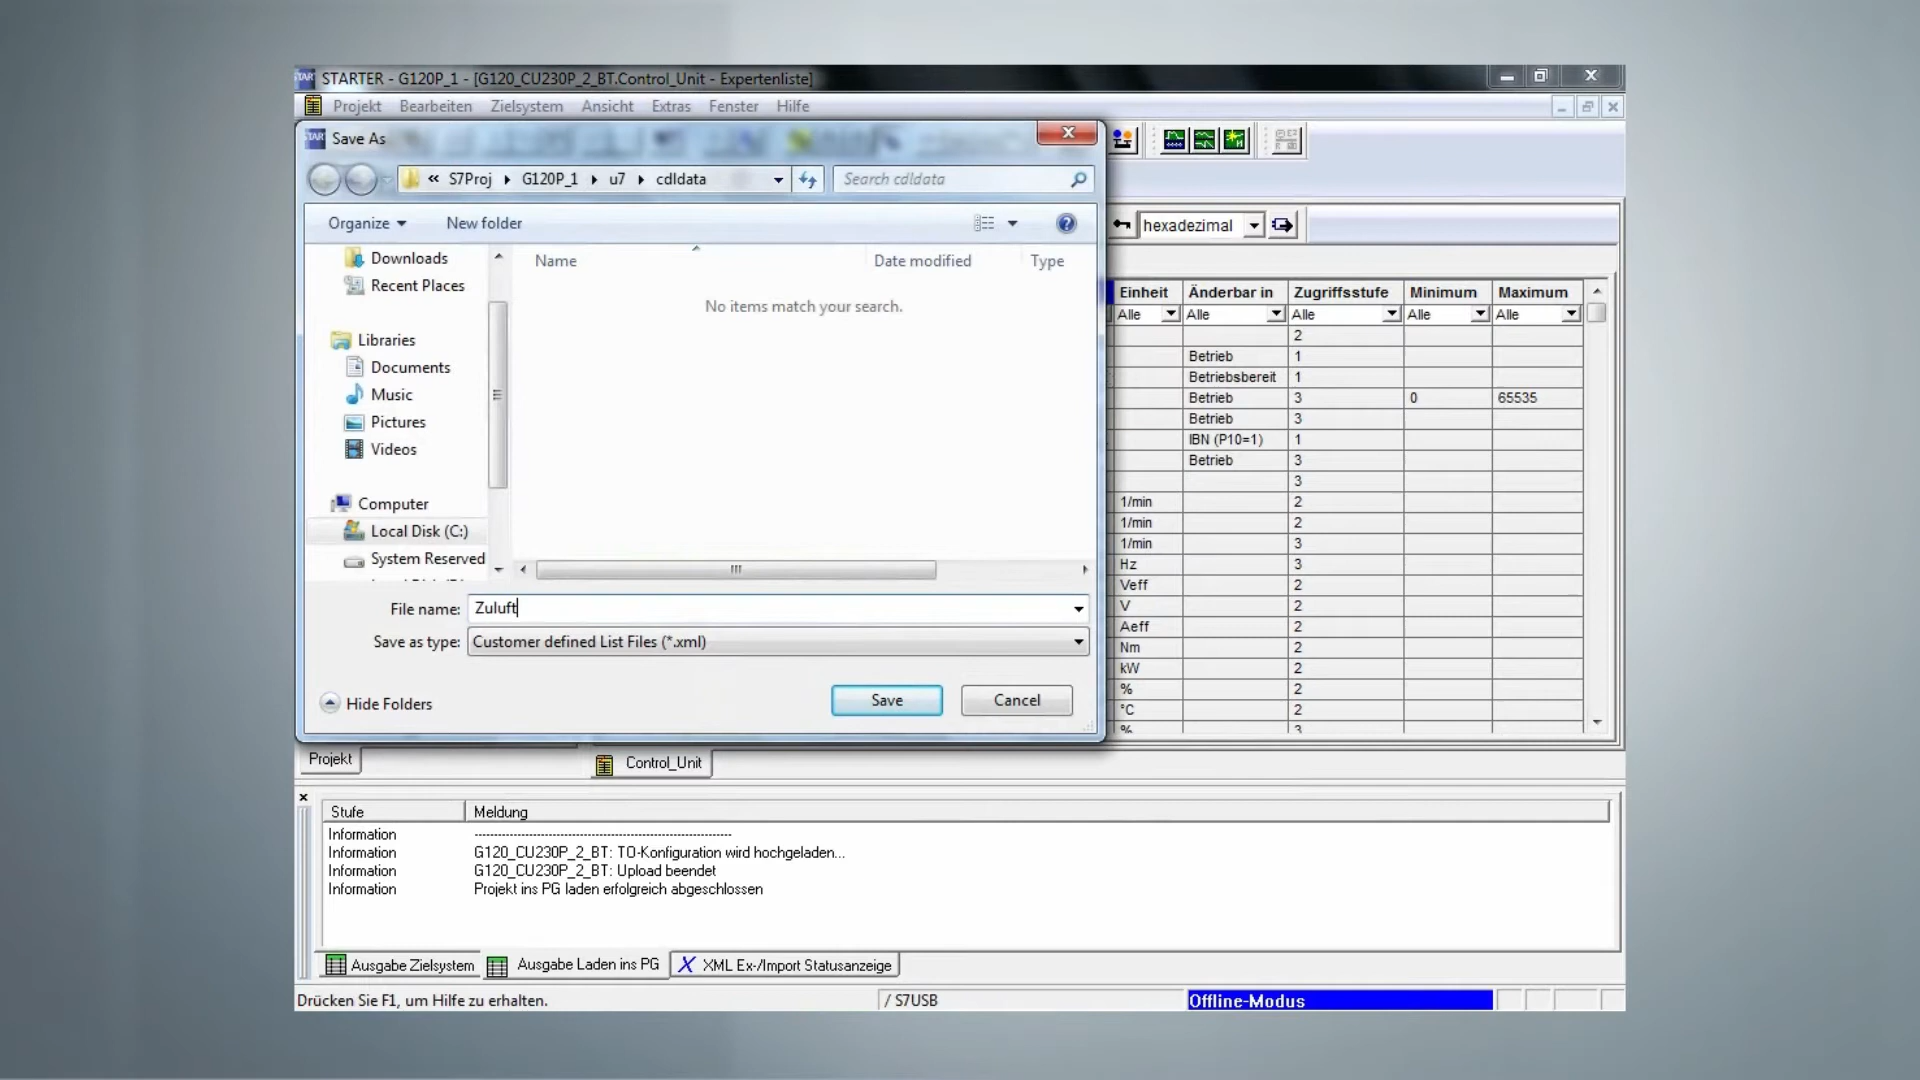 STARTER - G120P_1 - [G120_CU230P_2_BT.Control_Unit - Expertenliste]
Projekt Bearbeiten Zielsystem Ansicht Extras Fenster Hilfe
Save As
« S7Proj G120P_1 u7 cdldata
Search cdldata
Organize New folder
hexadezimal
Downloads
Recent Places
Libraries
Documents
Music
Pictures
Videos
Computer
Local Disk (C:)
System Reserved
Name Date modified Type
No items match your search.
File name: Zuluft
Save as type: Customer defined List Files (*.xml)
Hide Folders
Save Cancel
Einheit Änderbar in Zugriffsstufe Minimum Maximum
Alle Alle Alle Alle Alle
2
Betrieb 1
Betriebsbereit 1
Betrieb 3 0 65535
Betrieb 3
IBN (P10=1) 1
Betrieb 3
3
1/min 2
1/min 2
1/min 3
Hz 3
Veff 2
V 2
Aeff 2
Nm 2
kW 2
% 2
°C 2
% 3
Projekt
Control_Unit
Stufe Meldung
Information ----------------------------------------------------------------
Information G120_CU230P_2_BT: TO-Konfiguration wird hochgeladen...
Information G120_CU230P_2_BT: Upload beendet
Information Projekt ins PG laden erfolgreich abgeschlossen
Ausgabe Zielsystem Ausgabe Laden ins PG XML Ex-/Import Statusanzeige
Drücken Sie F1, um Hilfe zu erhalten. / S7USB Offline-Modus